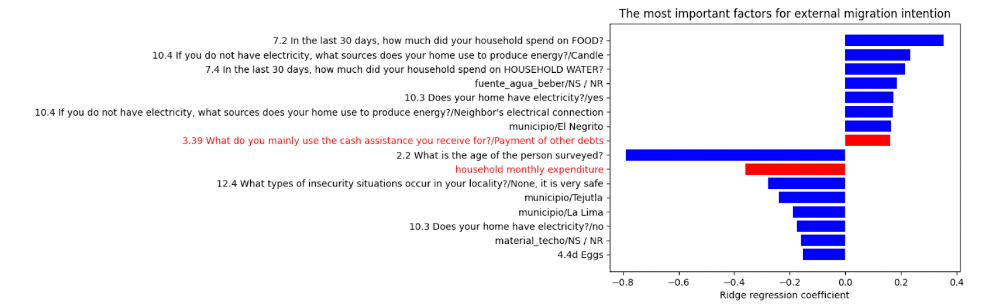 The most important factors for external migration intention
7.2 In the last 30 days, how much did your household spend on FOOD?
10.4 If you do not have electricity, what sources does your home use to produce energy?/Candle
7.4 In the last 30 days, how much did your household spend on HOUSEHOLD WATER?
fuente_agua_beber/NS / NR
10.3 Does your home have electricity?/yes
10.4 If you do not have electricity, what sources does your home use to produce energy?/Neighbor's electrical connection
municipio/El Negrito
3.39 What do you mainly use the cash assistance you receive for?/Payment of other debts
2.2 What is the age of the person surveyed?
household monthly expenditure
12.4 What types of insecurity situations occur in your locality?/None, it is very safe
municipio/Tejutla
municipio/La Lima
10.3 Does your home have electricity?/no
material_techo/NS / NR
4.4d Eggs
−0.8 −0.6 −0.4 −0.2 0.0 0.2 0.4
Ridge regression coefficient